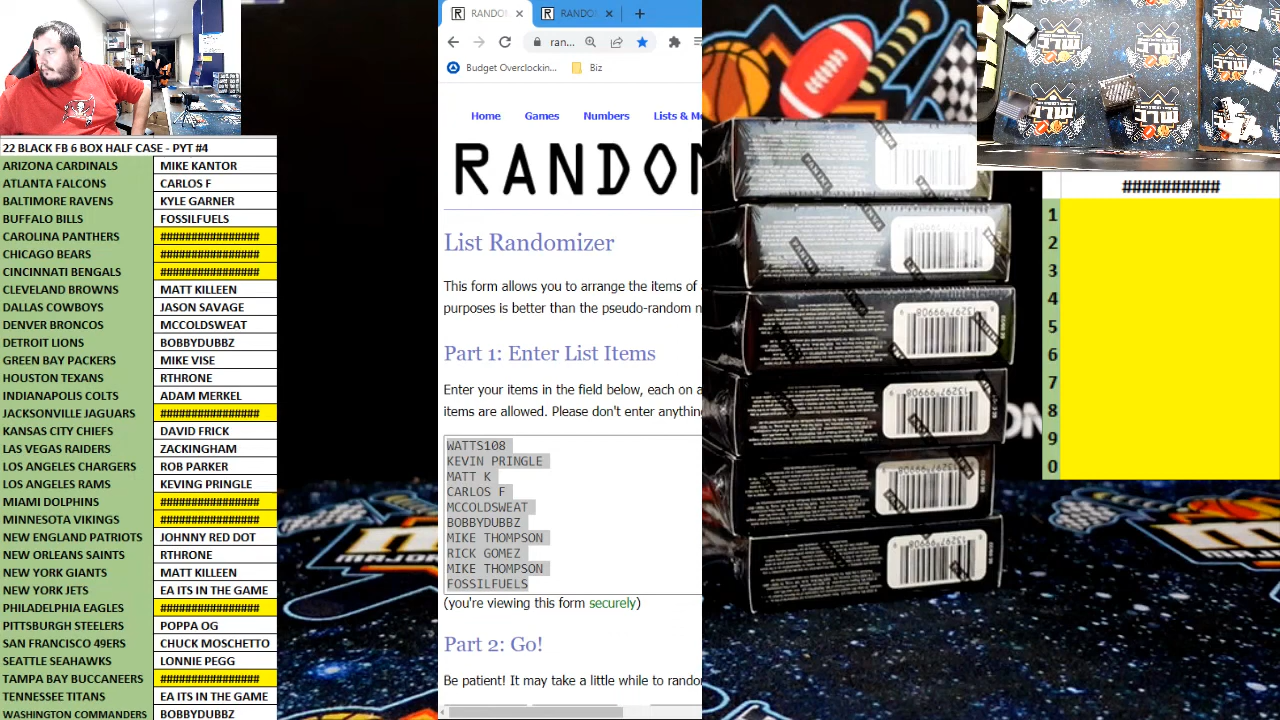 22 BLACK FB 6 BOX HALF CASE - PYT #4
ARIZONA CARDINALS MIKE KANTOR
ATLANTA FALCONS CARLOS F
BALTIMORE RAVENS KYLE GARNER
BUFFALO BILLS FOSSILFUELS
CAROLINA PANTHERS ################
CHICAGO BEARS ################
CINCINNATI BENGALS ################
CLEVELAND BROWNS MATT KILLEEN
DALLAS COWBOYS JASON SAVAGE
DENVER BRONCOS MCCOLDSWEAT
DETROIT LIONS BOBBYDUBBZ
GREEN BAY PACKERS MIKE VISE
HOUSTON TEXANS RTHRONE
INDIANAPOLIS COLTS ADAM MERKEL
JACKSONVILLE JAGUARS ################
KANSAS CITY CHIEFS DAVID FRICK
LAS VEGAS RAIDERS ZACKINGHAM
LOS ANGELES CHARGERS ROB PARKER
LOS ANGELES RAMS KEVING PRINGLE
MIAMI DOLPHINS ################
MINNESOTA VIKINGS ################
NEW ENGLAND PATRIOTS JOHNNY RED DOT
NEW ORLEANS SAINTS RTHRONE
NEW YORK GIANTS MATT KILLEEN
NEW YORK JETS EA ITS IN THE GAME
PHILADELPHIA EAGLES ################
PITTSBURGH STEELERS POPPA OG
SAN FRANCISCO 49ERS CHUCK MOSCHETTO
SEATTLE SEAHAWKS LONNIE PEGG
TAMPA BAY BUCCANEERS ################
TENNESSEE TITANS EA ITS IN THE GAME
WASHINGTON COMMANDERS BOBBYDUBBZ
RANDO
RANDO
ran...
Budget Overclockin... Biz
Home Games Numbers Lists & Mo
RANDOM
List Randomizer
This form allows you to arrange the items of
purposes is better than the pseudo-random n
Part 1: Enter List Items
Enter your items in the field below, each on a
items are allowed. Please don't enter anything
WATTS108
KEVIN PRINGLE
MATT K
CARLOS F
MCCOLDSWEAT
BOBBYDUBBZ
MIKE THOMPSON
RICK GOMEZ
MIKE THOMPSON
FOSSILFUELS
(you're viewing this form securely)
Part 2: Go!
Be patient! It may take a little while to rando
PANINI
##########
1
2
3
4
5
6
7
8
9
0